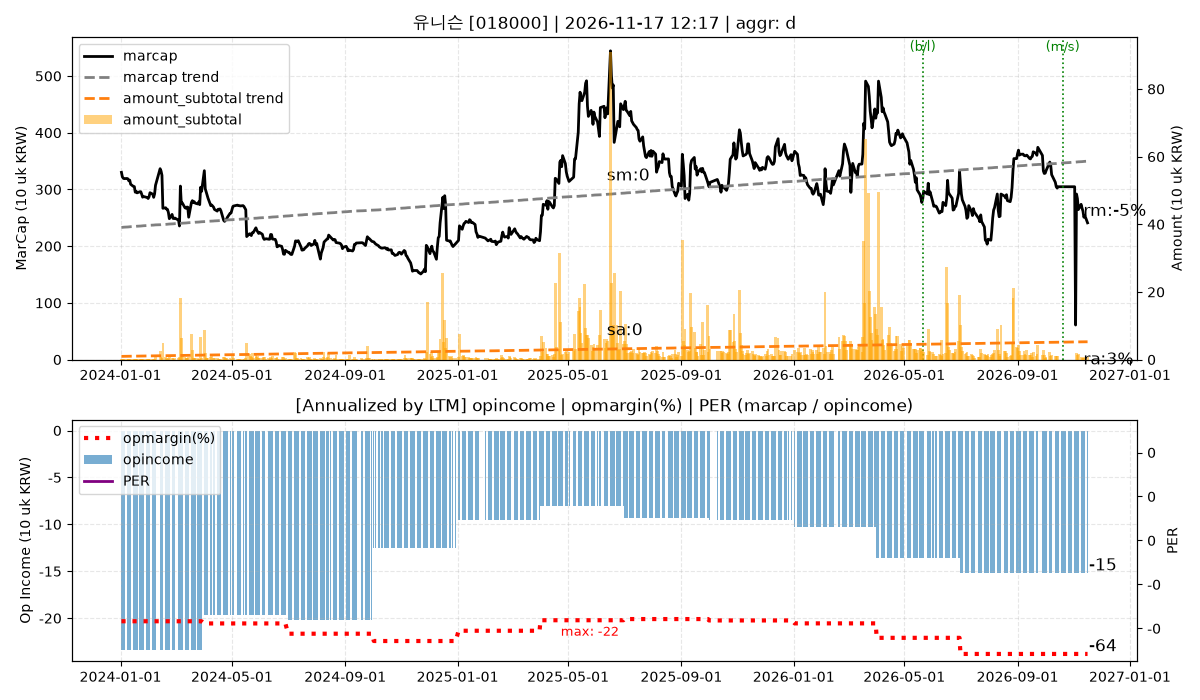 유니슨 [018000] | 2026-11-17 12:17 | aggr: d
marcap
marcap trend
amount_subtotal trend
amount_subtotal
(b/l)
(m/s)
sm:0
sa:0
rm:-5%
ra:3%
MarCap (10 uk KRW)
500
400
300
200
100
0
Amount (10 uk KRW)
80
60
40
20
0
2024-01-01 2024-05-01 2024-09-01 2025-01-01 2025-05-01 2025-09-01 2026-01-01 2026-05-01 2026-09-01 2027-01-01
[Annualized by LTM] opincome | opmargin(%) | PER (marcap / opincome)
opmargin(%)
opincome
PER
Op Income (10 uk KRW)
0
-5
-10
-15
-20
max: -22
-15
-64
PER
0
0
0
-0
-0
2024-01-01 2024-05-01 2024-09-01 2025-01-01 2025-05-01 2025-09-01 2026-01-01 2026-05-01 2026-09-01 2027-01-01